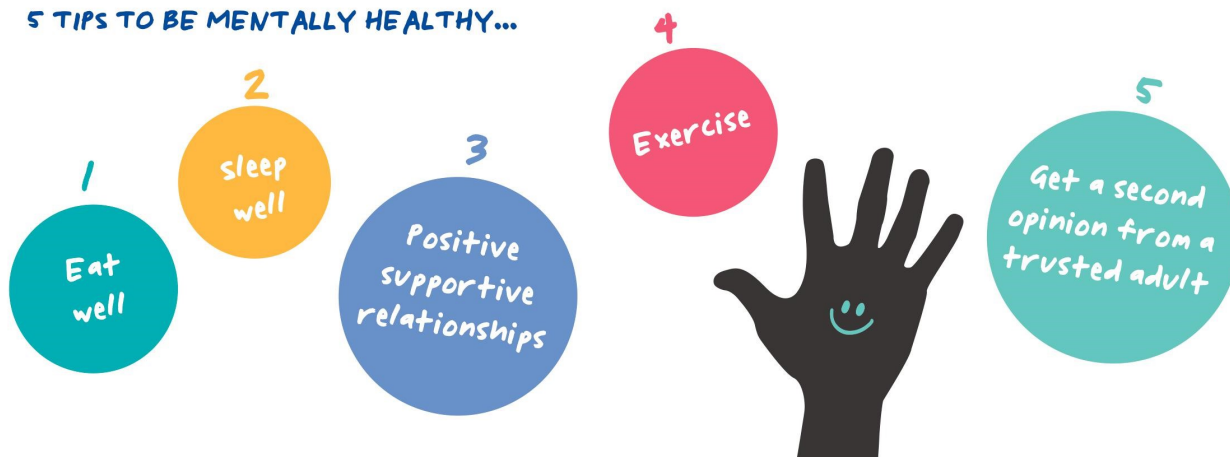 5 TIPS TO BE MENTALLY HEALTHY...
1
Eat
well
2
sleep
well
3
Positive
supportive
relationships
4
Exercise
5
Get a second
opinion from a
trusted adult